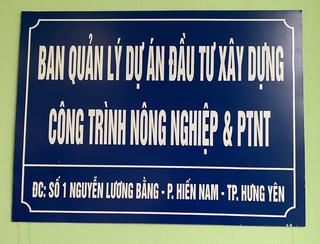 BAN QUẢN LÝ DỰ ÁN ĐẦU TƯ XÂY DỰNG
CÔNG TRÌNH NÔNG NGHIỆP & PTNT
ĐC: SỐ 1 NGUYỄN LƯƠNG BẰNG - P. HIẾN NAM - TP. HƯNG YÊN